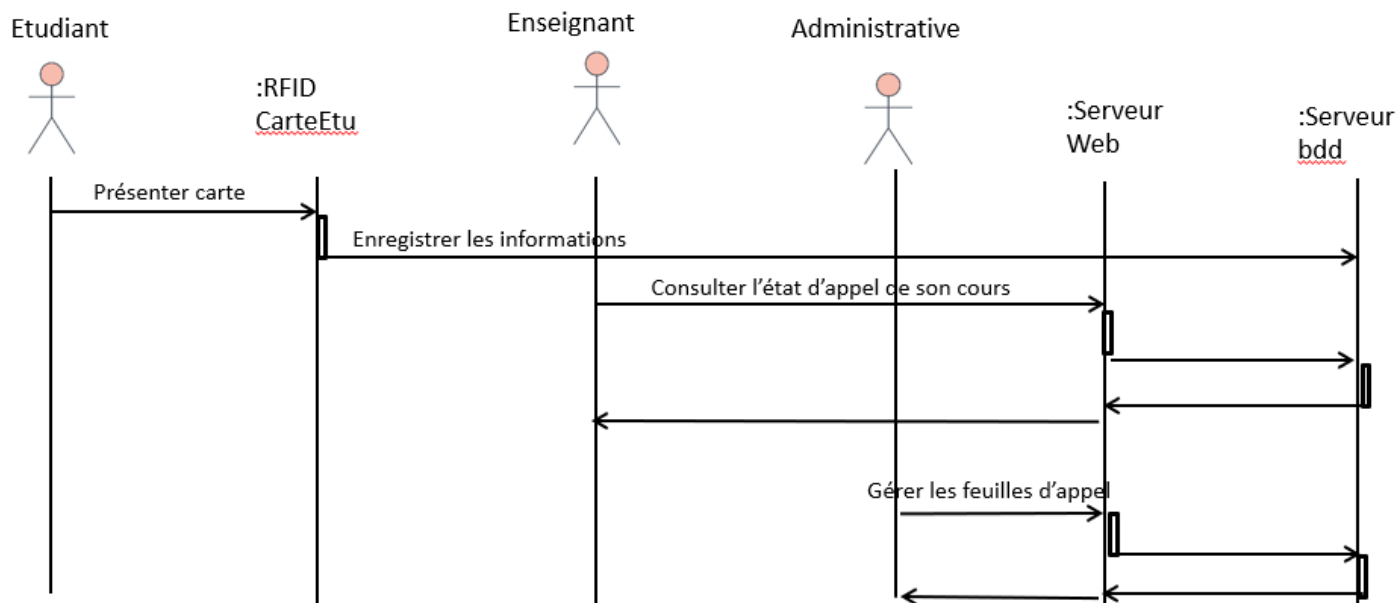 Etudiant
Enseignant
Administrative
:RFID
CarteEtu
:Serveur
Web
:Serveur
bdd
Présenter carte
Enregistrer les informations
Consulter l'état d'appel de son cours
Gérer les feuilles d'appel